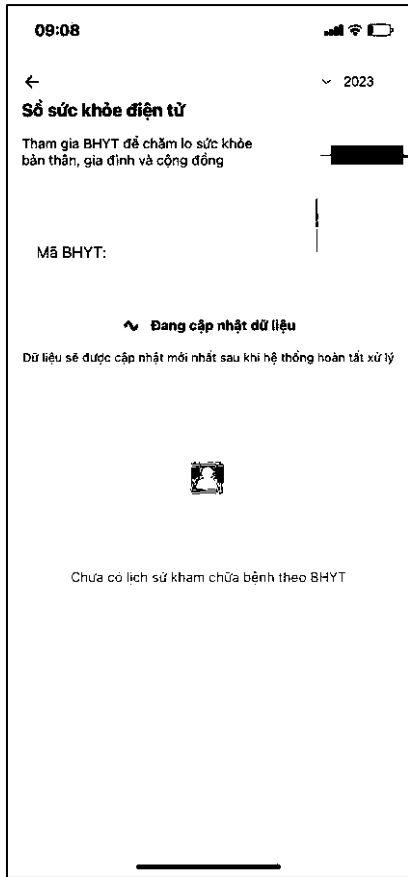 09:08
2023
Sổ sức khỏe điện tử
Tham gia BHYT để chăm lo sức khỏe
bản thân, gia đình và cộng đồng
Mã BHYT:
Đang cập nhật dữ liệu
Dữ liệu sẽ được cập nhật mới nhất sau khi hệ thống hoàn tất xử lý
Chưa có lịch sử khám chữa bệnh theo BHYT